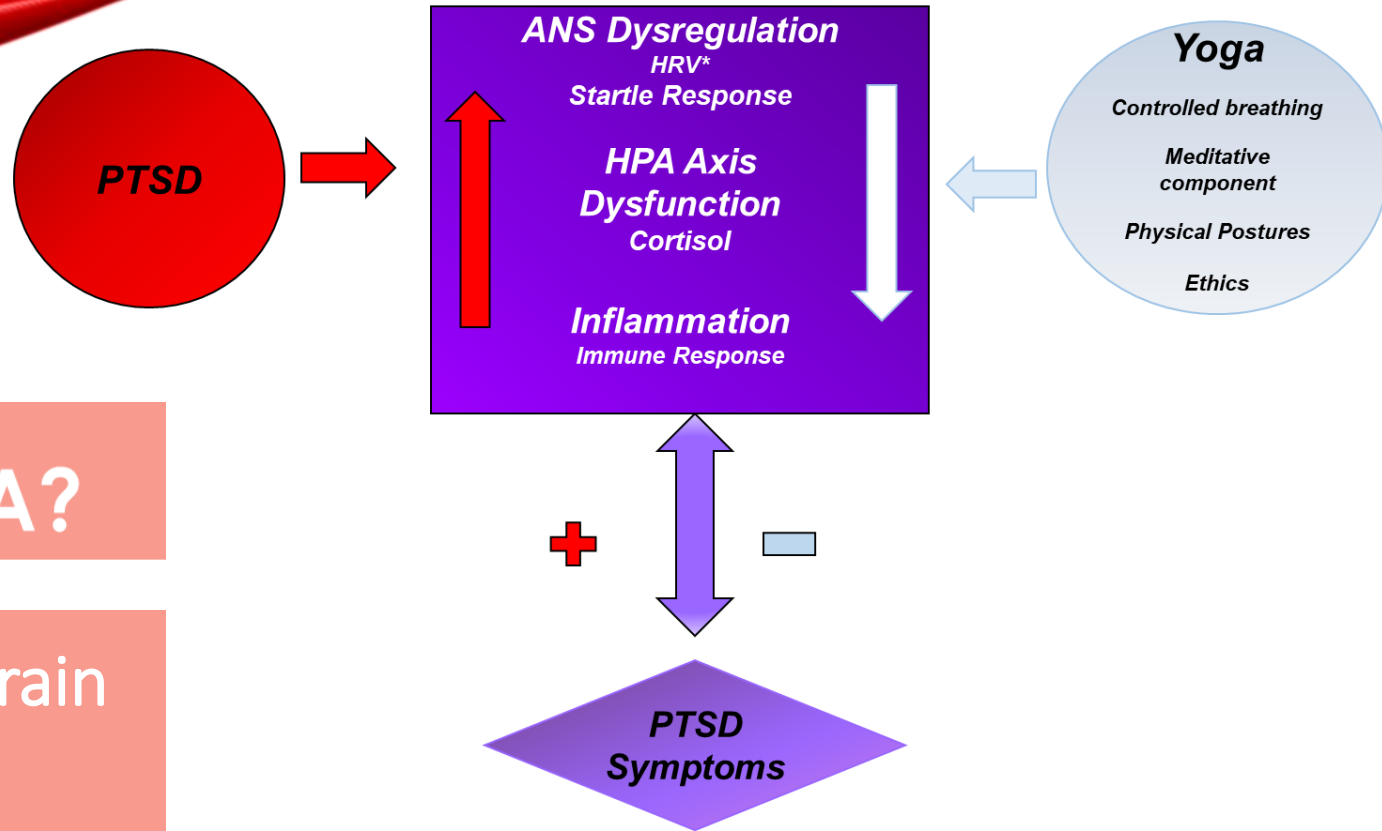 PTSD
ANS Dysregulation
HRV*
Startle Response
HPA Axis
Dysfunction
Cortisol
Inflammation
Immune Response
Yoga
Controlled breathing
Meditative
component
Physical Postures
Ethics
A?
rain
PTSD
Symptoms